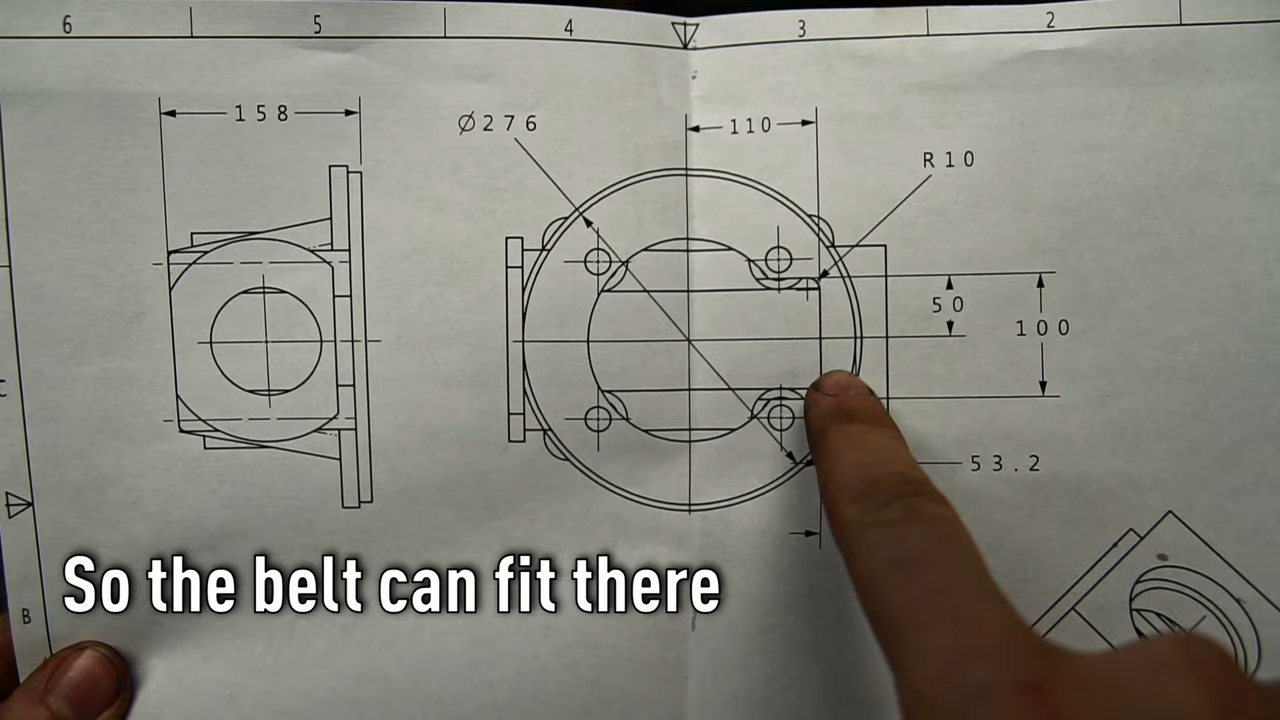 6 5 4 3 2
158
Ø276
110
R10
50
100
53.2
B
So the belt can fit there